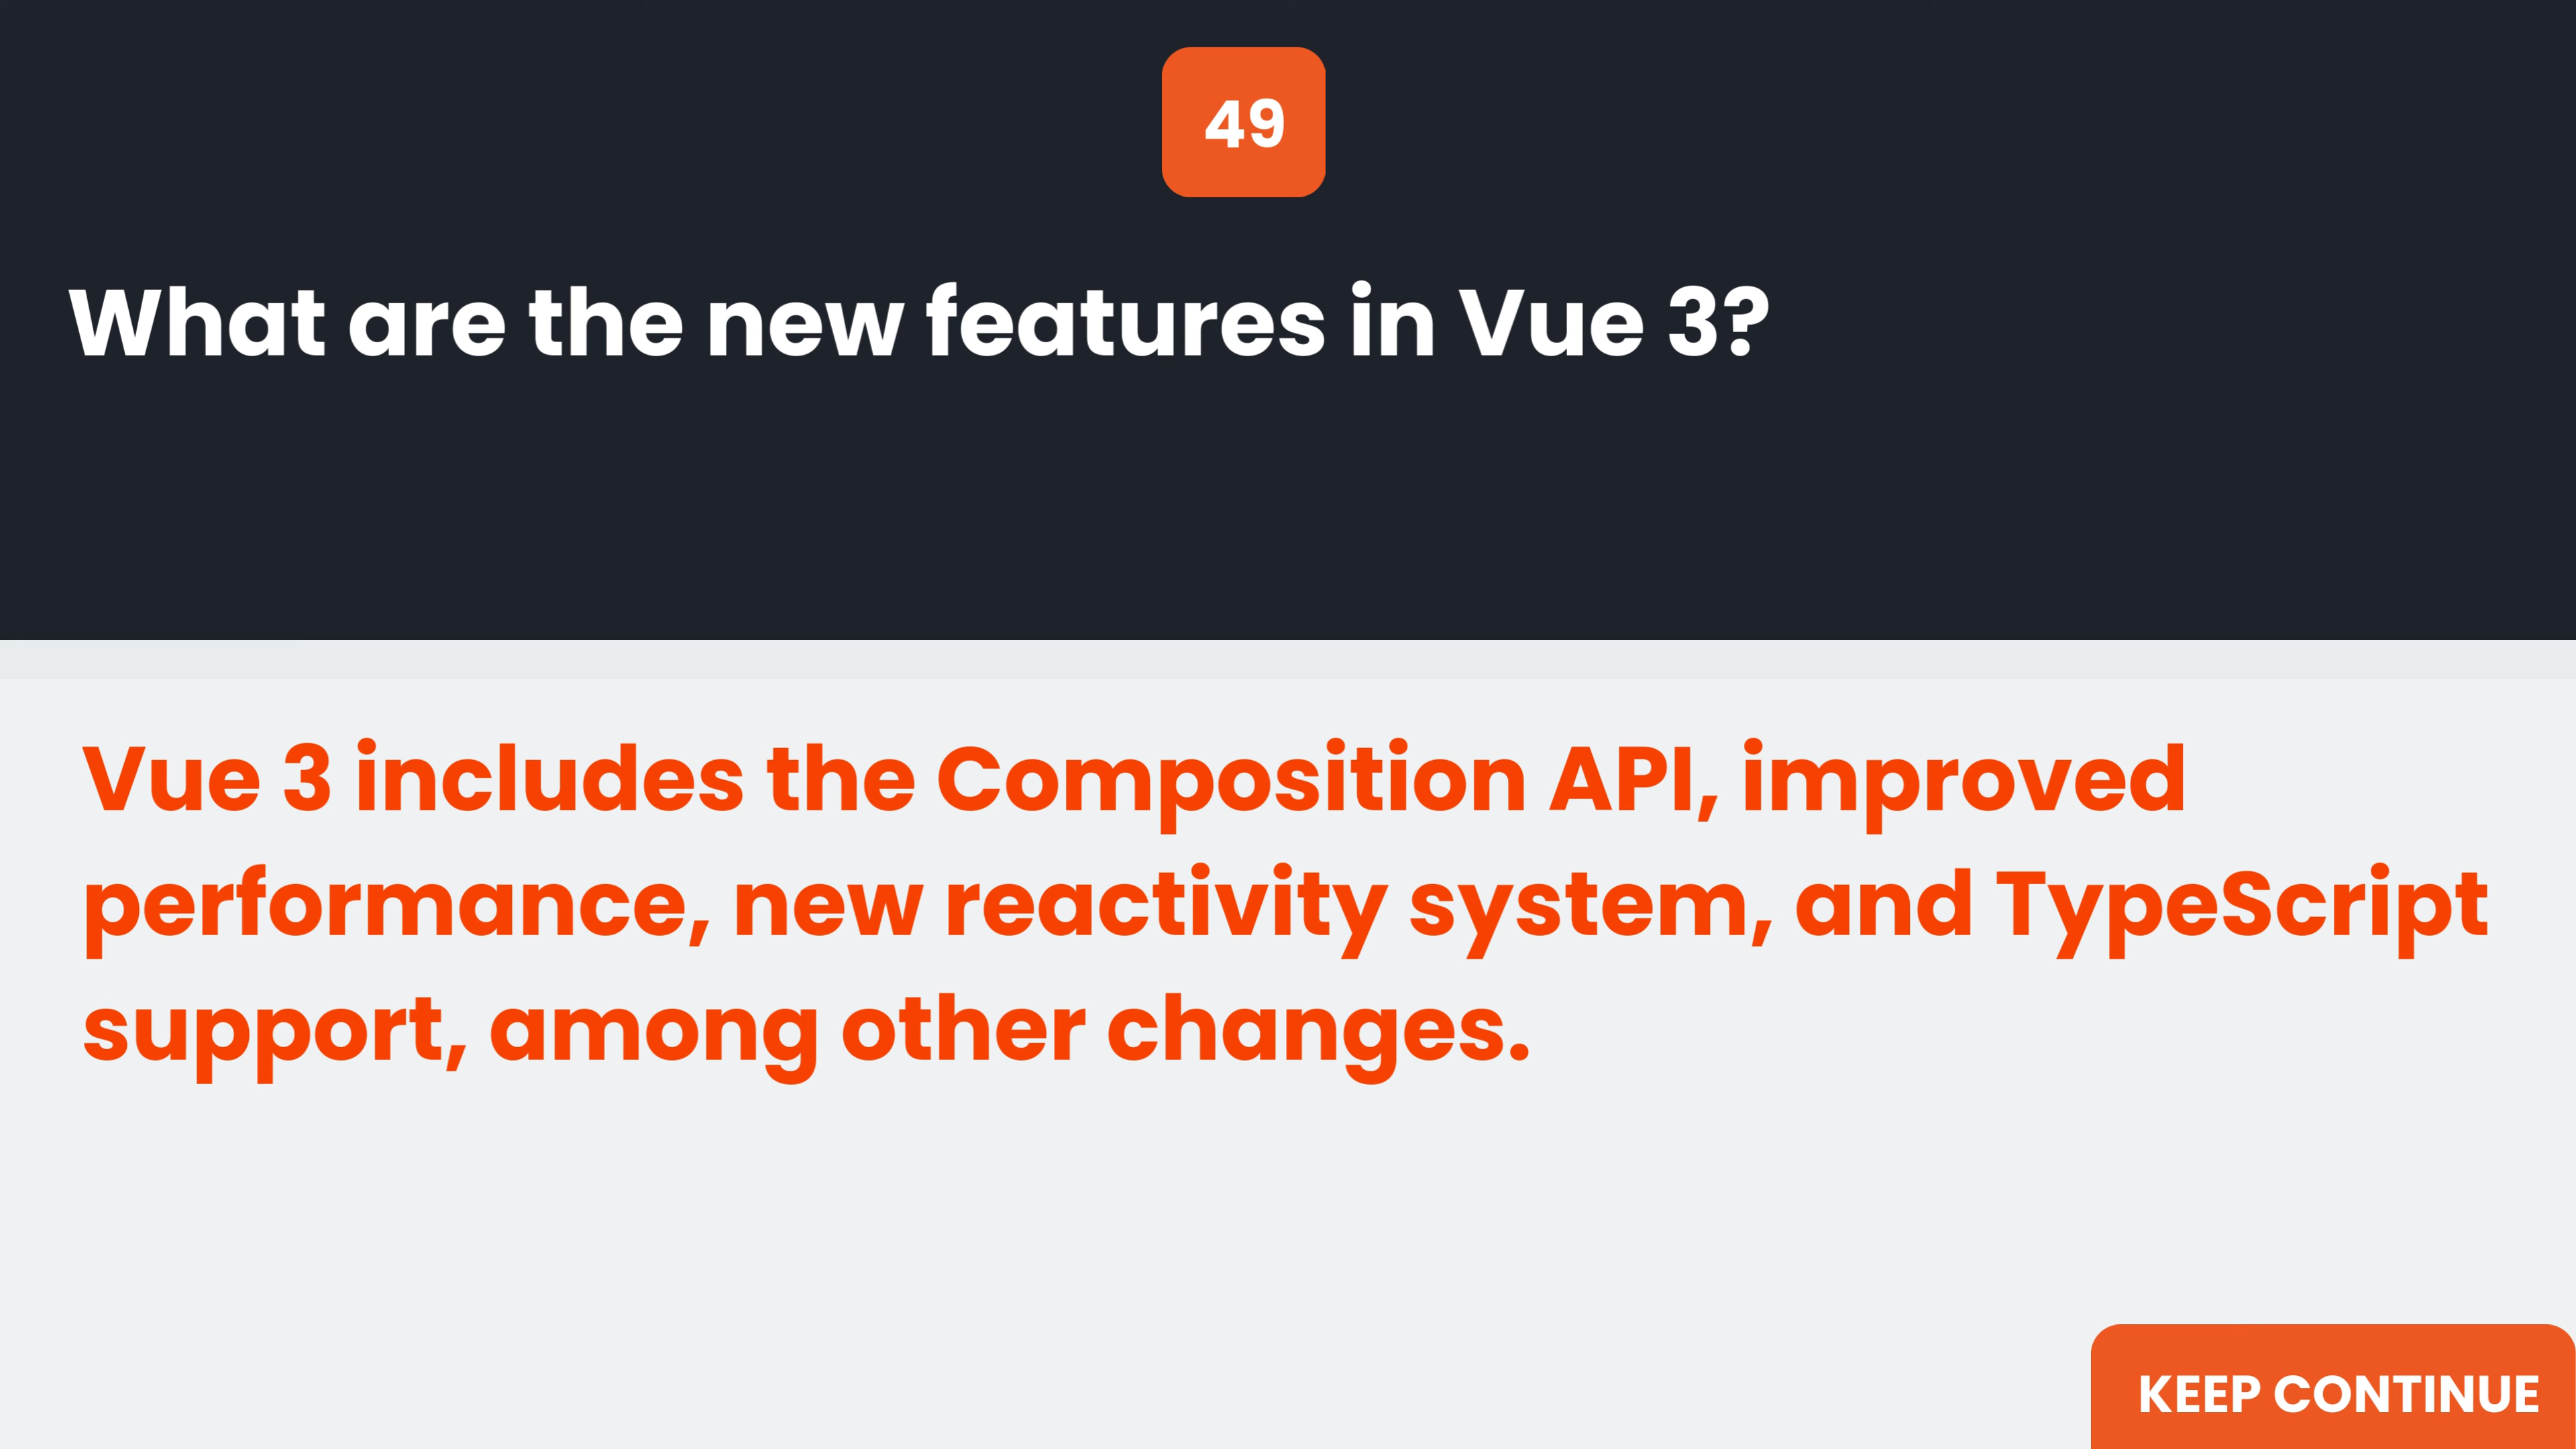 49
What are the new features in Vue 3?
Vue 3 includes the Composition API, improved
performance, new reactivity system, and TypeScript
support, among other changes.
KEEP CONTINUE